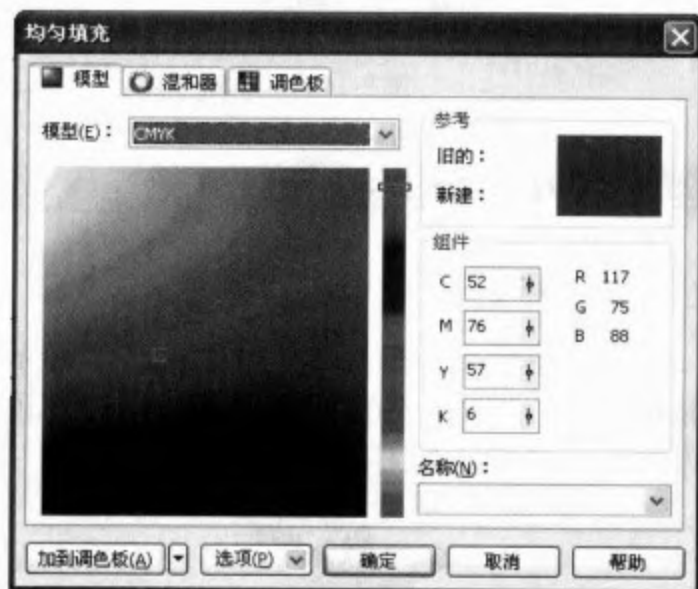 均匀填充
模型 混和器 调色板
模型(E)： CMYK
参考
旧的：
新建：
组件
C 52 R 117
M 76 G 75
Y 57 B 88
K 6
名称(N)：
加到调色板(A) 选项(P) 确定 取消 帮助